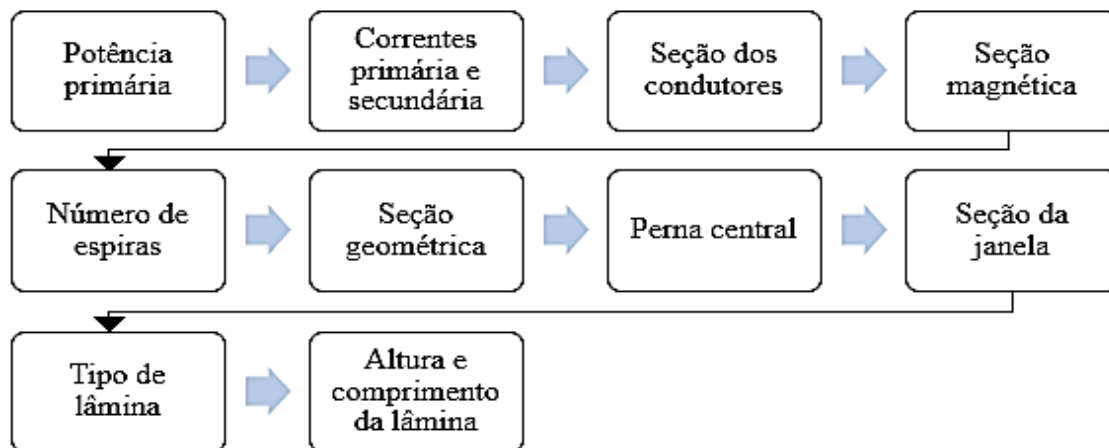 Potência
primária
Correntes
primária e
secundária
Seção dos
condutores
Seção
magnética
Número de
espiras
Seção
geométrica
Perna central
Seção da
janela
Tipo de
lâmina
Altura e
comprimento
da lâmina